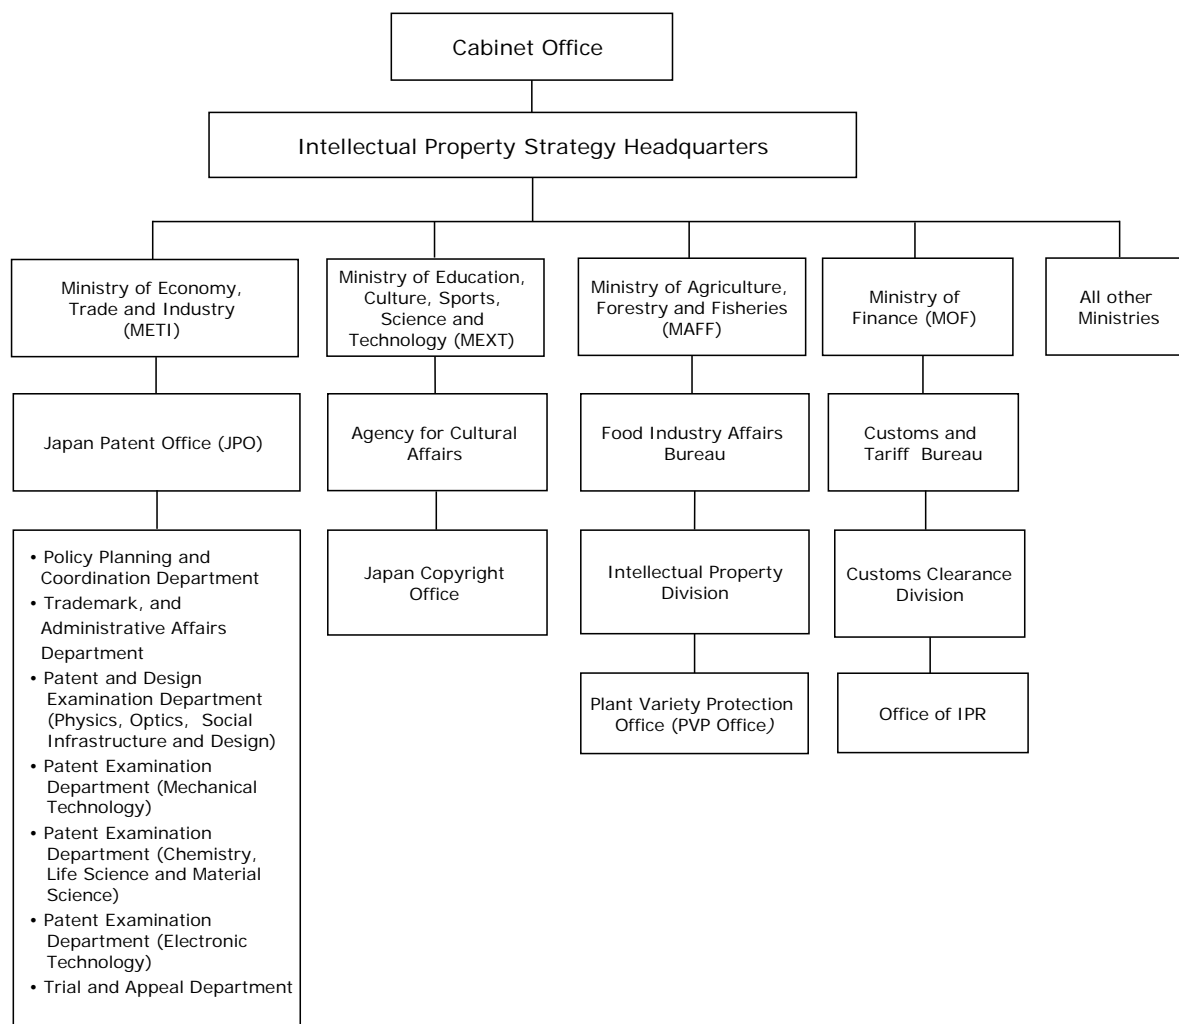 Cabinet Office
Intellectual Property Strategy Headquarters
Ministry of Economy,
Trade and Industry
(METI)
Ministry of Education,
Culture, Sports,
Science and
Technology (MEXT)
Ministry of Agriculture,
Forestry and Fisheries
(MAFF)
Ministry of
Finance (MOF)
All other
Ministries
Japan Patent Office (JPO)
Agency for Cultural
Affairs
Food Industry Affairs
Bureau
Customs and
Tariff Bureau
• Policy Planning and
Coordination Department
• Trademark, and
Administrative Affairs
Department
• Patent and Design
Examination Department
(Physics, Optics, Social
Infrastructure and Design)
• Patent Examination
Department (Mechanical
Technology)
• Patent Examination
Department (Chemistry,
Life Science and Material
Science)
• Patent Examination
Department (Electronic
Technology)
• Trial and Appeal Department
Japan Copyright
Office
Intellectual Property
Division
Customs Clearance
Division
Plant Variety Protection
Office (PVP Office)
Office of IPR